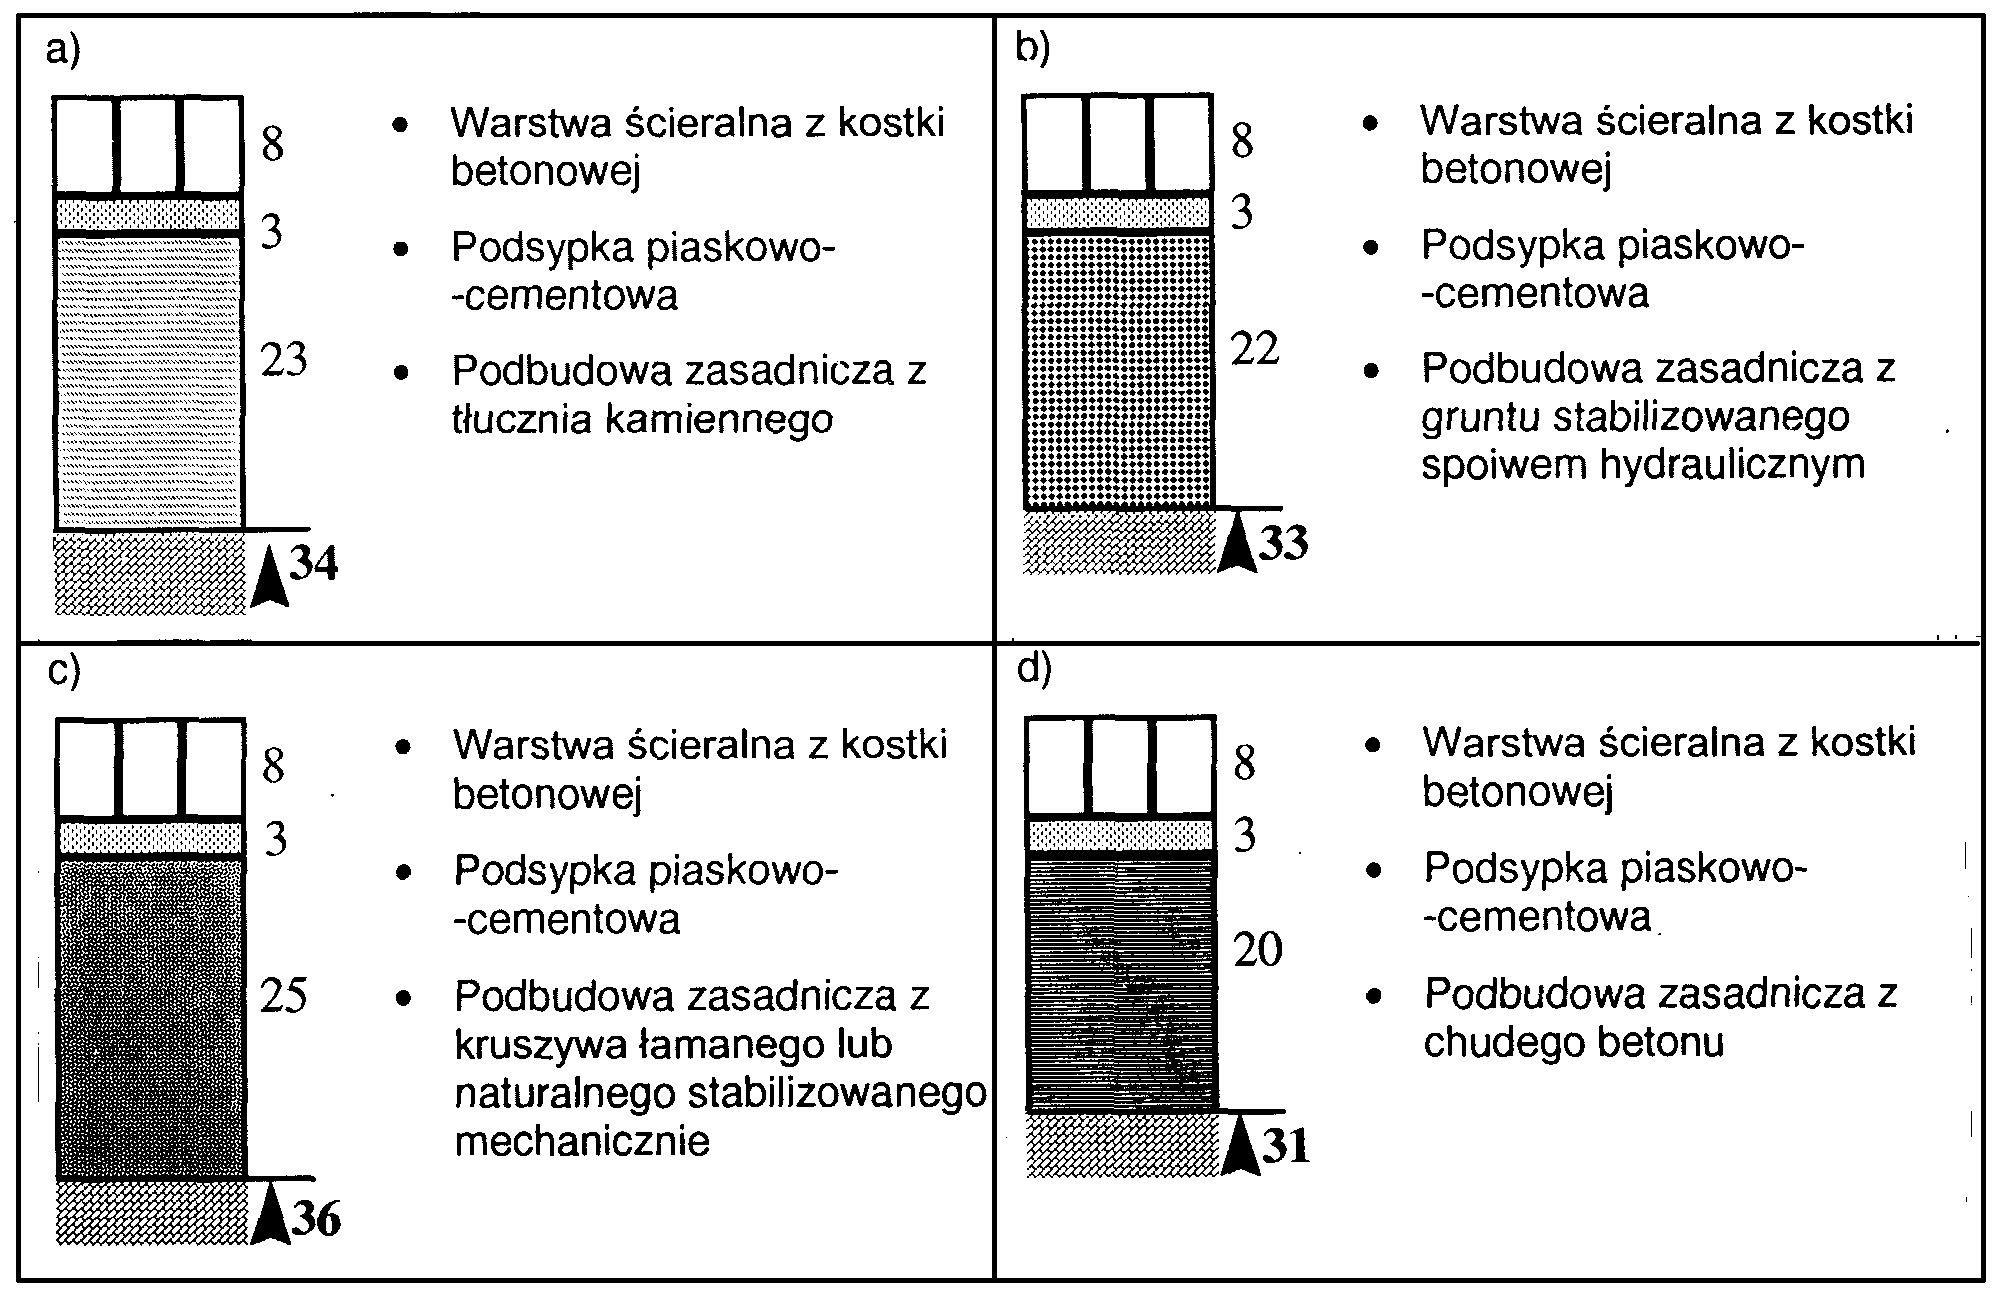 a)
8
3
23
34
• Warstwa ścieralna z kostki
betonowej
• Podsypka piaskowo-
-cementowa
• Podbudowa zasadnicza z
tłucznia kamiennego
b)
8
3
22
33
• Warstwa ścieralna z kostki
betonowej
• Podsypka piaskowo-
-cementowa
• Podbudowa zasadnicza z
gruntu stabilizowanego
spoiwem hydraulicznym
c)
8
3
25
36
• Warstwa ścieralna z kostki
betonowej
• Podsypka piaskowo-
-cementowa
• Podbudowa zasadnicza z
kruszywa łamanego lub
naturalnego stabilizowanego
mechanicznie
d)
8
3
20
31
• Warstwa ścieralna z kostki
betonowej
• Podsypka piaskowo-
-cementowa
• Podbudowa zasadnicza z
chudego betonu